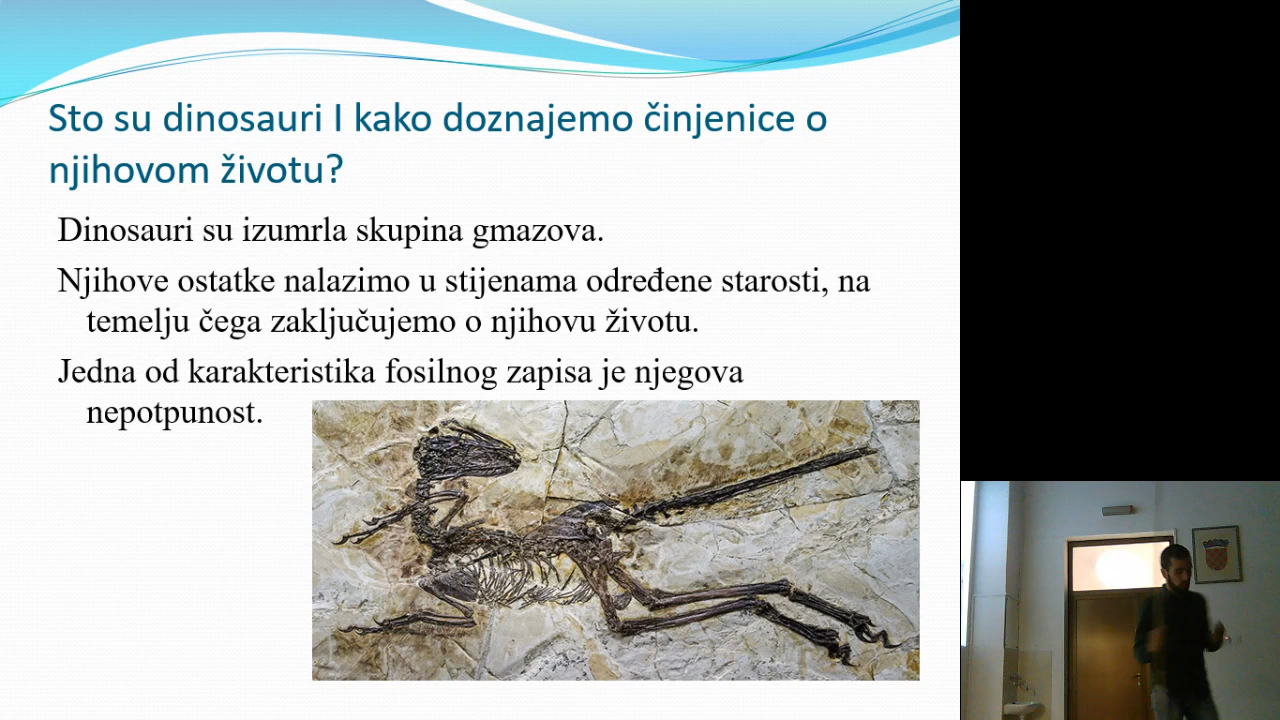 Sto su dinosauri I kako doznajemo činjenice o
njihovom životu?
Dinosauri su izumrla skupina gmazova.
Njihove ostatke nalazimo u stijenama određene starosti, na
temelju čega zaključujemo o njihovu životu.
Jedna od karakteristika fosilnog zapisa je njegova
nepotpunost.